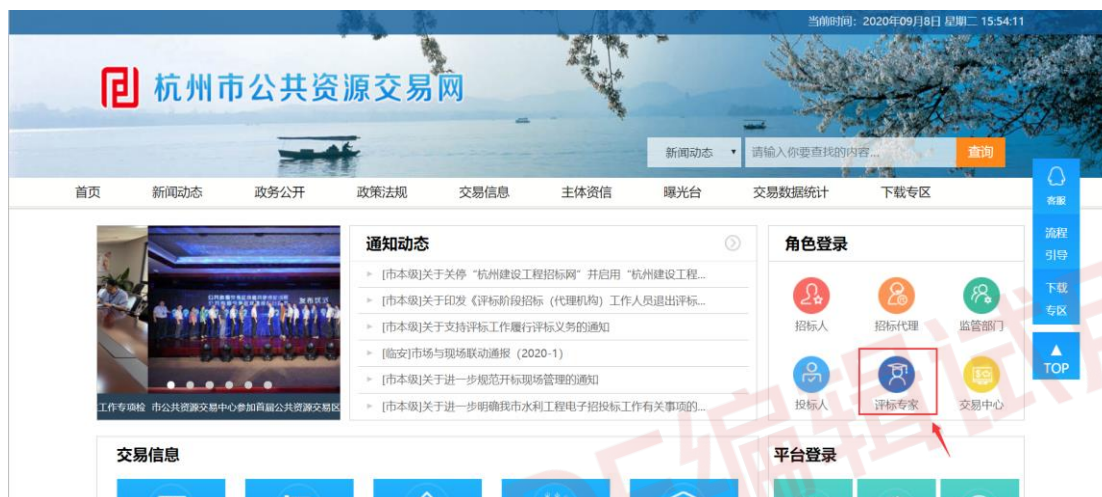 当前时间：2020年09月8日 星期二 15:54:11
杭州市公共资源交易网
新闻动态 请输入你要查找的内容... 查询
首页 新闻动态 政务公开 政策法规 交易信息 主体资信 曝光台 交易数据统计 下载专区
客服
流程
引导
下载
专区
TOP
发布仪式
工作专项检 市公共资源交易中心参加首届公共资源交易区
通知动态
[市本级]关于关停“杭州建设工程招标网”并启用“杭州建设工程...
[市本级]关于印发《评标阶段招标（代理机构）工作人员退出评标...
[市本级]关于支持评标工作履行评标义务的通知
[临安]市场与现场联动通报（2020-1）
[市本级]关于进一步规范开标现场管理的通知
[市本级]关于进一步明确我市水利工程电子招投标工作有关事项的...
角色登录
招标人 招标代理 监管部门
投标人 评标专家 交易中心
交易信息
平台登录
编辑试用